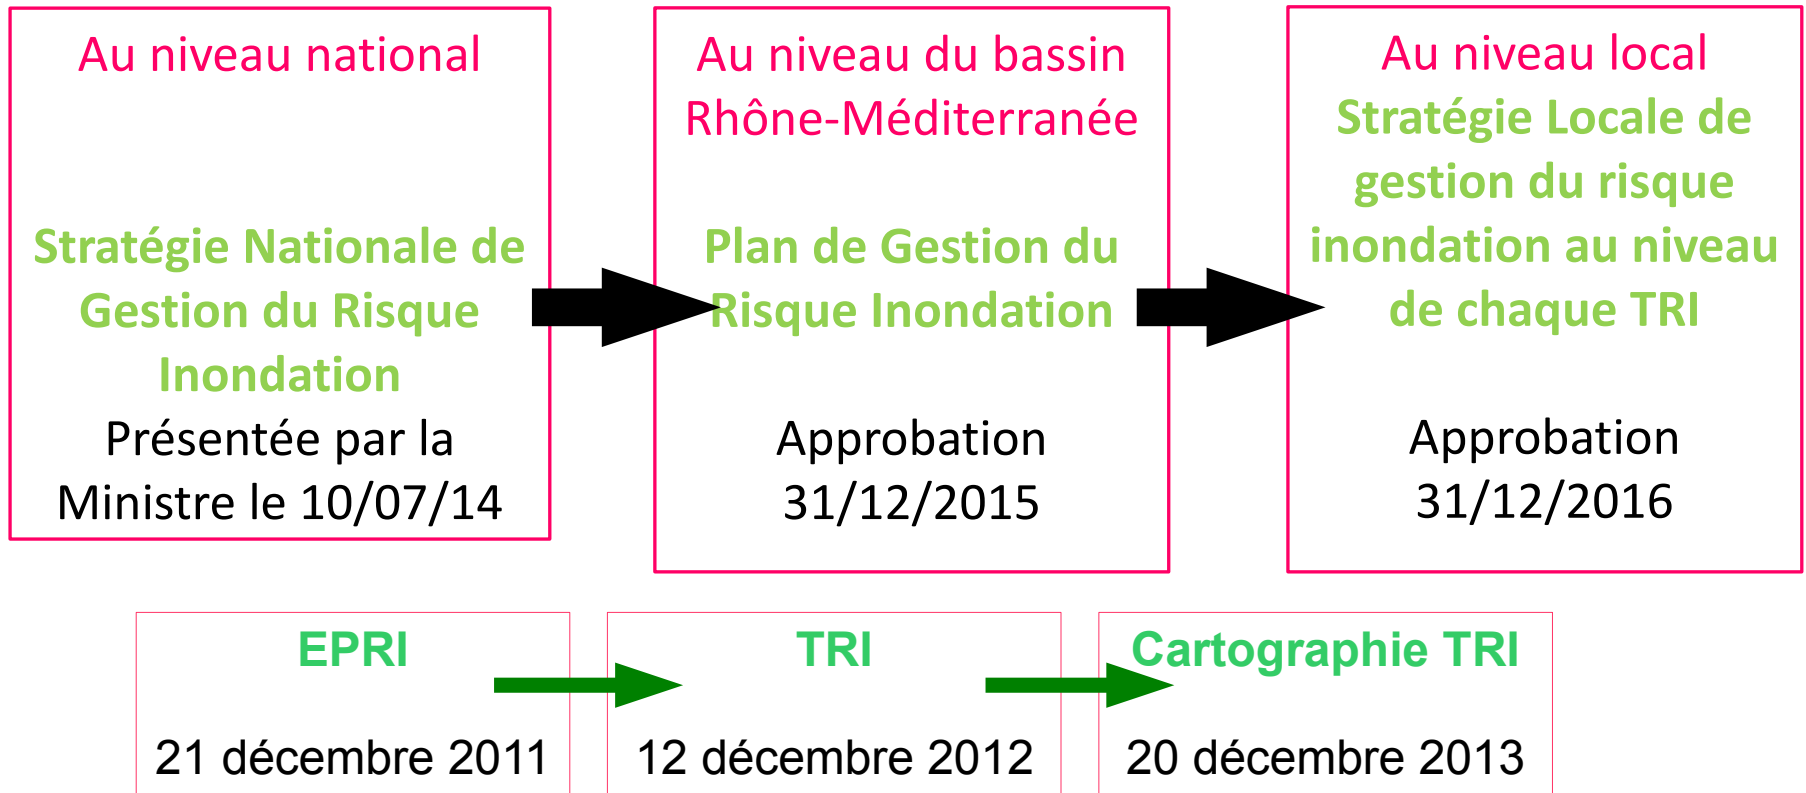 Au niveau national
Stratégie Nationale de
Gestion du Risque
Inondation
Présentée par la
Ministre le 10/07/14
Au niveau du bassin
Rhône-Méditerranée
Plan de Gestion du
Risque Inondation
Approbation
31/12/2015
Au niveau local
Stratégie Locale de
gestion du risque
inondation au niveau
de chaque TRI
Approbation
31/12/2016
EPRI
21 décembre 2011
TRI
12 décembre 2012
Cartographie TRI
20 décembre 2013